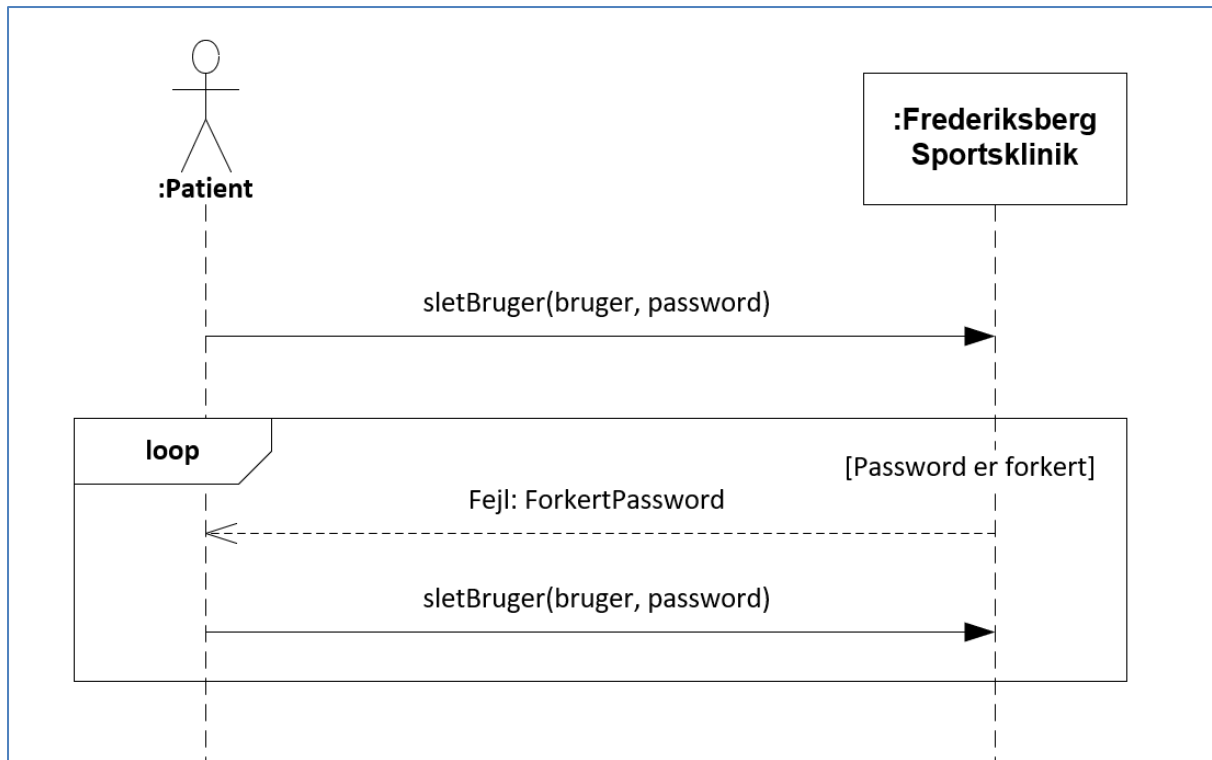 :Patient
:Frederiksberg
Sportsklinik
sletBruger(bruger, password)
loop
[Password er forkert]
Fejl: ForkertPassword
sletBruger(bruger, password)